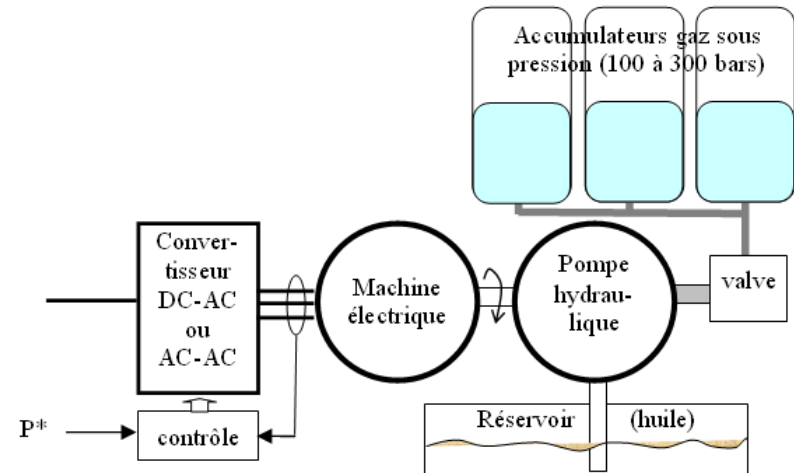 Accumulateurs gaz sous
pression (100 à 300 bars)
Conver-
tisseur
DC-AC
ou
AC-AC
Machine
électrique
Pompe
hydrau-
lique
valve
P*
contrôle
Réservoir (huile)